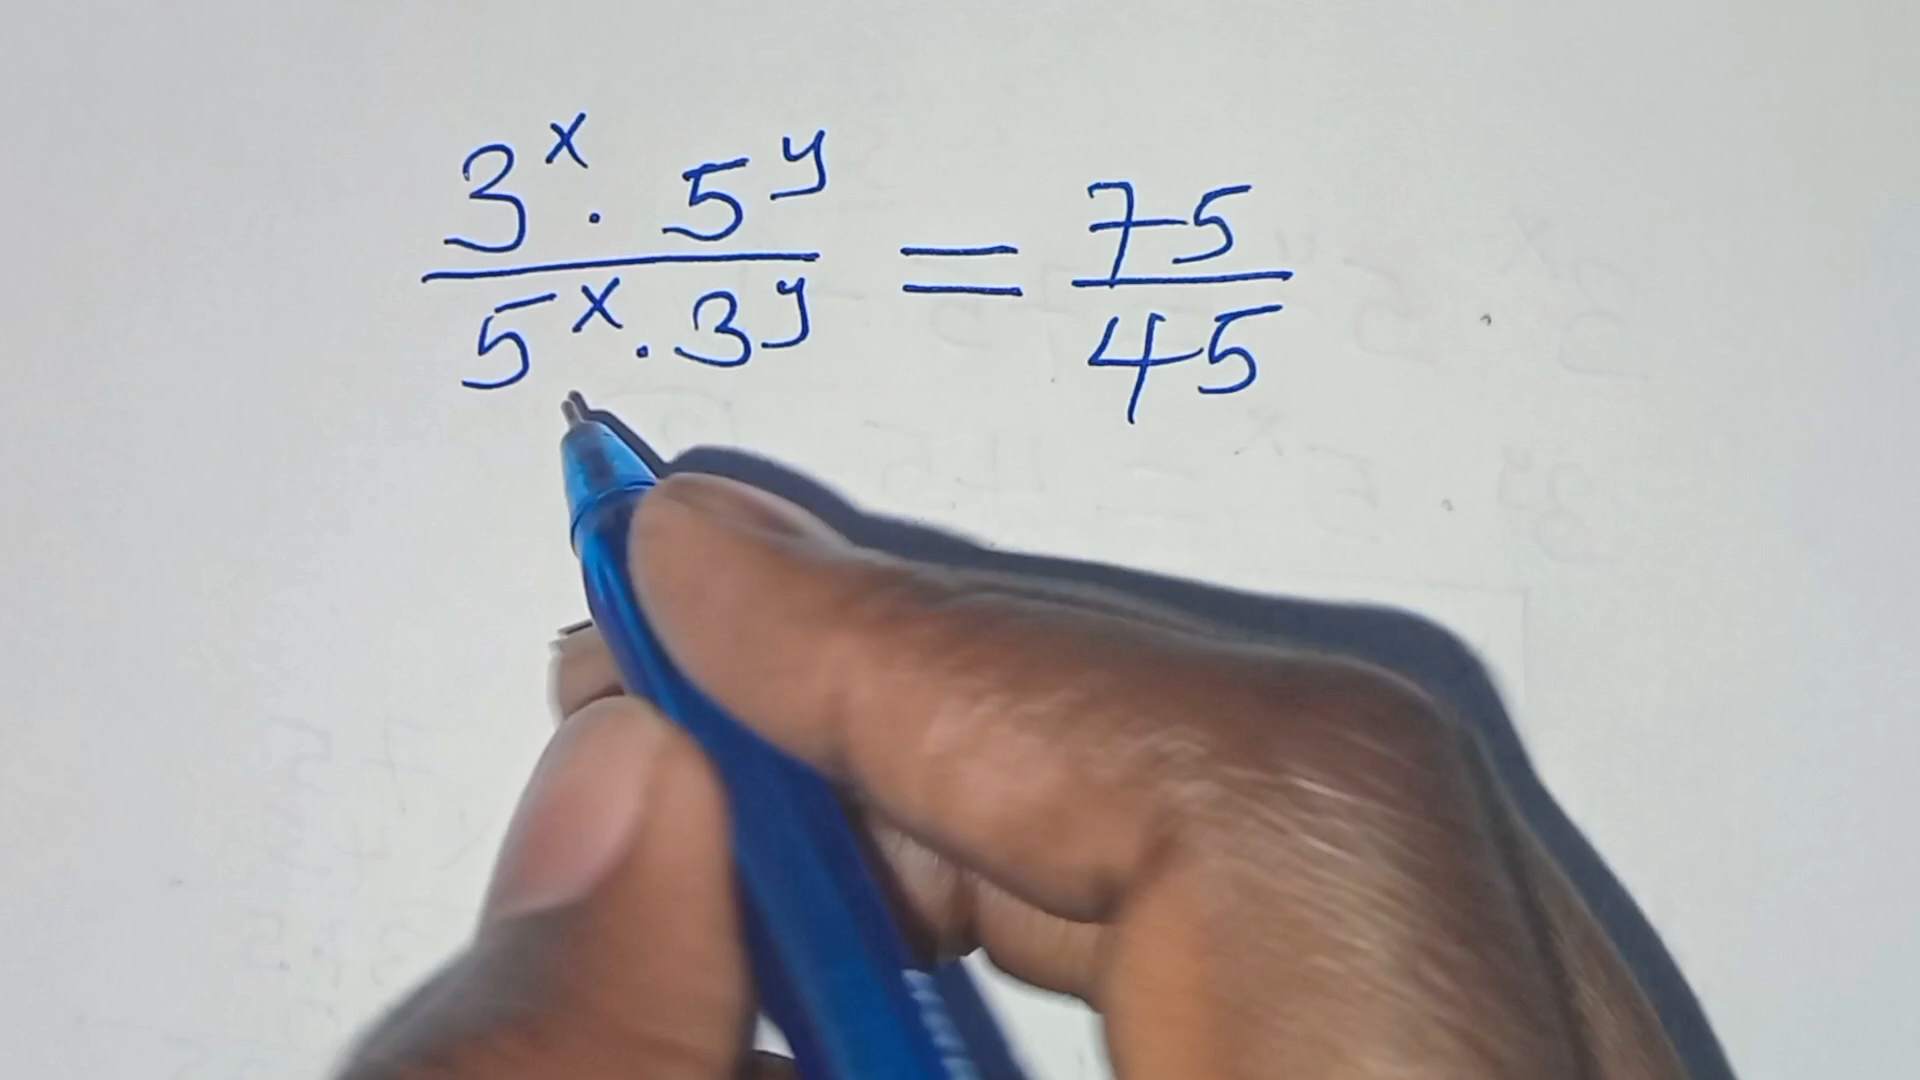 3^x · 5^y / 5^x · 3^y = 75 / 45